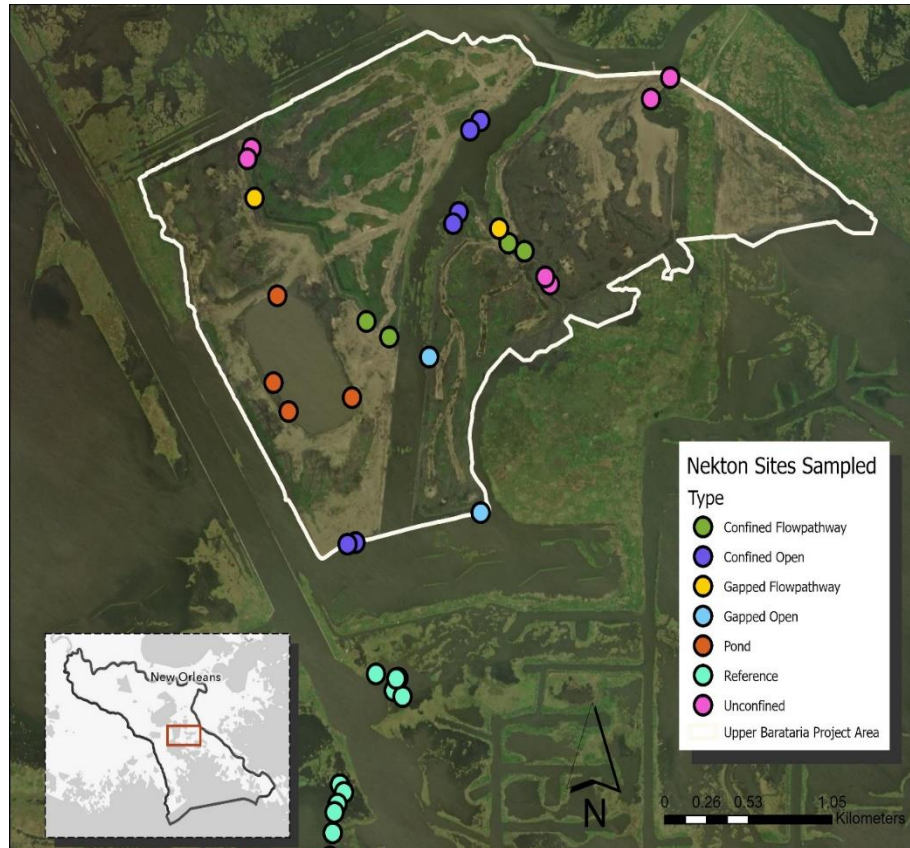 Nekton Sites Sampled
Type
Confined Flowpathway
Confined Open
Gapped Flowpathway
Gapped Open
Pond
Reference
Unconfined
Upper Barataria Project Area
New Orleans
N
0 0.26 0.53 1.05
Kilometers